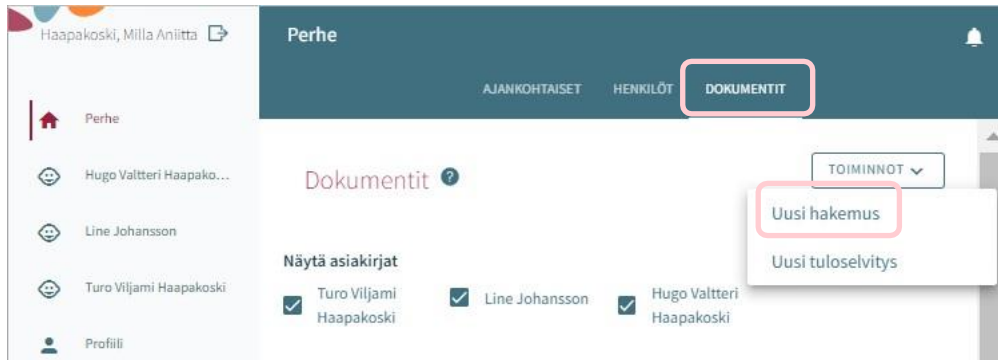 Haapakoski, Milla Aniitta
Perhe
Hugo Valtteri Haapako...
Line Johansson
Turo Viljami Haapakoski
Profiili
Perhe
AJANKOHTAISET HENKILÖT DOKUMENTIT
Dokumentit ?
TOIMINNOT
Uusi hakemus
Uusi tuloselvitys
Näytä asiakirjat
Turo Viljami
Haapakoski
Line Johansson
Hugo Valtteri
Haapakoski